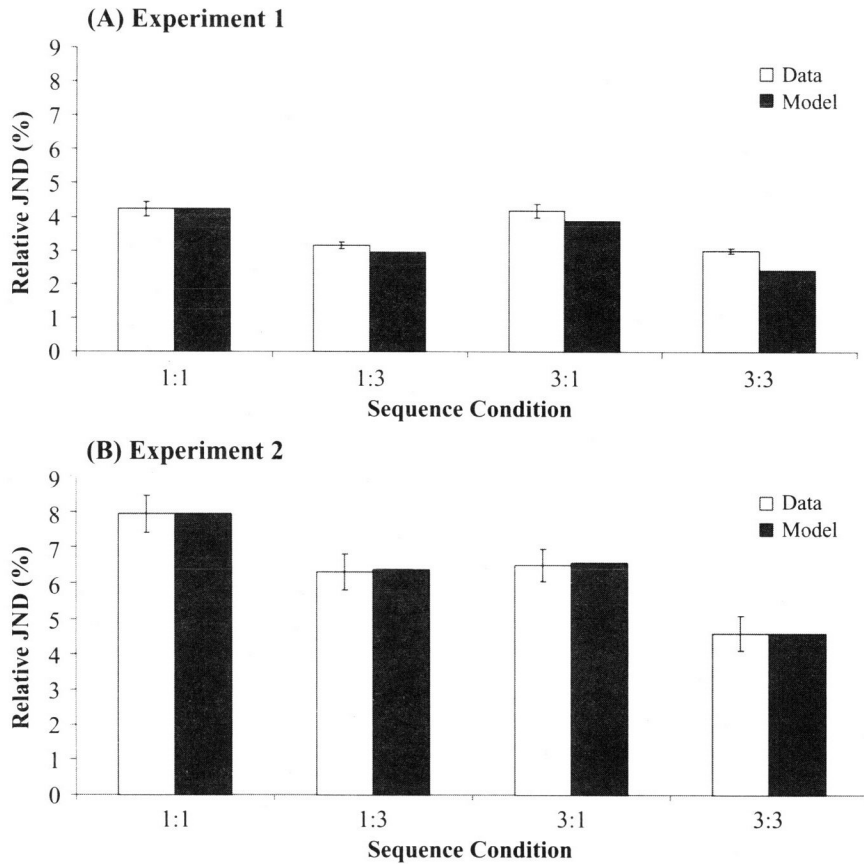 (A) Experiment 1
9
8
7
6
5
4
3
2
1
0
Relative JND (%)
Data
Model
1:1 1:3 3:1 3:3
Sequence Condition
(B) Experiment 2
9
8
7
6
5
4
3
2
1
0
Relative JND (%)
Data
Model
1:1 1:3 3:1 3:3
Sequence Condition